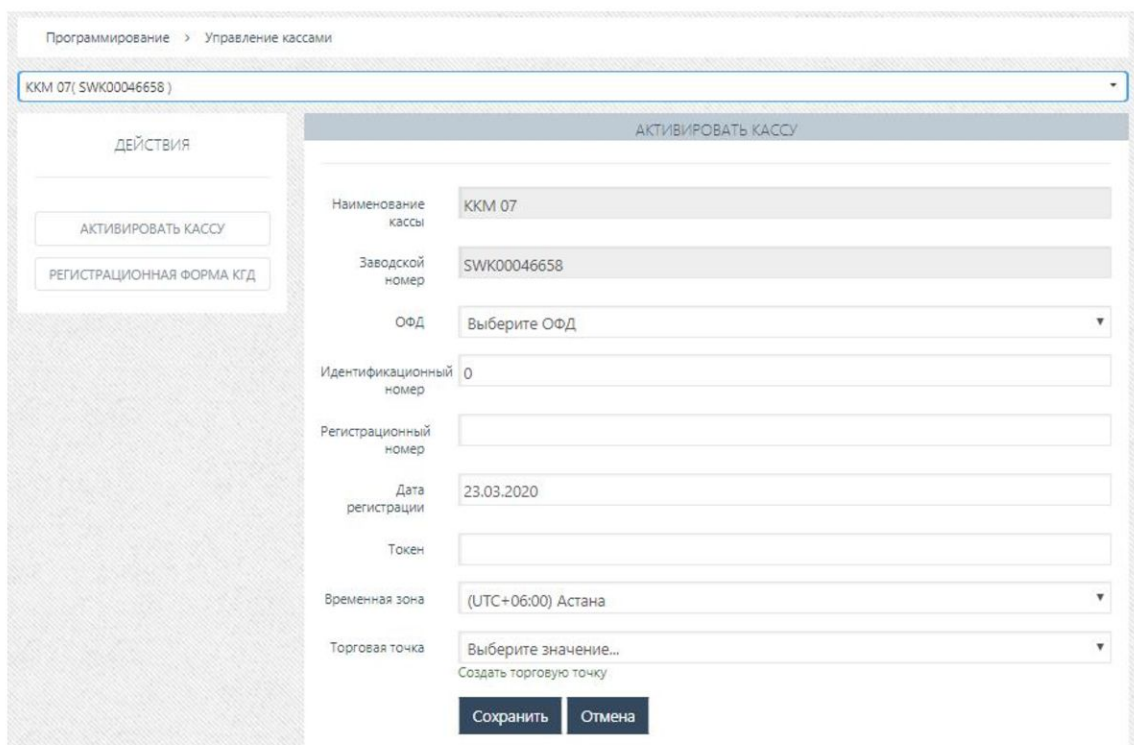 Программирование > Управление кассами
ККМ 07( SWK00046658 )
ДЕЙСТВИЯ
АКТИВИРОВАТЬ КАССУ
РЕГИСТРАЦИОННАЯ ФОРМА КГД
АКТИВИРОВАТЬ КАССУ
Наименование
кассы
ККМ 07
Заводской
номер
SWK00046658
ОФД
Выберите ОФД
Идентификационный
номер
0
Регистрационный
номер
Дата
регистрации
23.03.2020
Токен
Временная зона
(UTC+06:00) Астана
Торговая точка
Выберите значение...
Создать торговую точку
Сохранить
Отмена